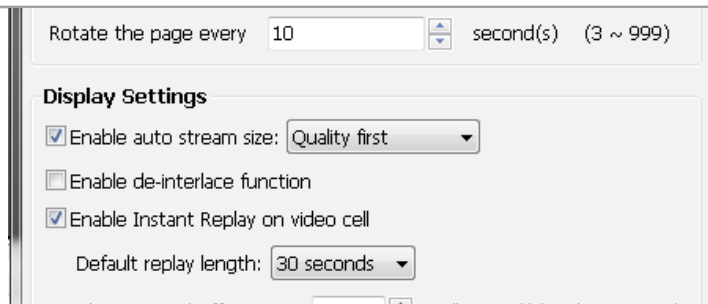 Rotate the page every 10 second(s) (3 ~ 999)
Display Settings
Enable auto stream size: Quality first
Enable de-interlace function
Enable Instant Replay on video cell
Default replay length: 30 seconds